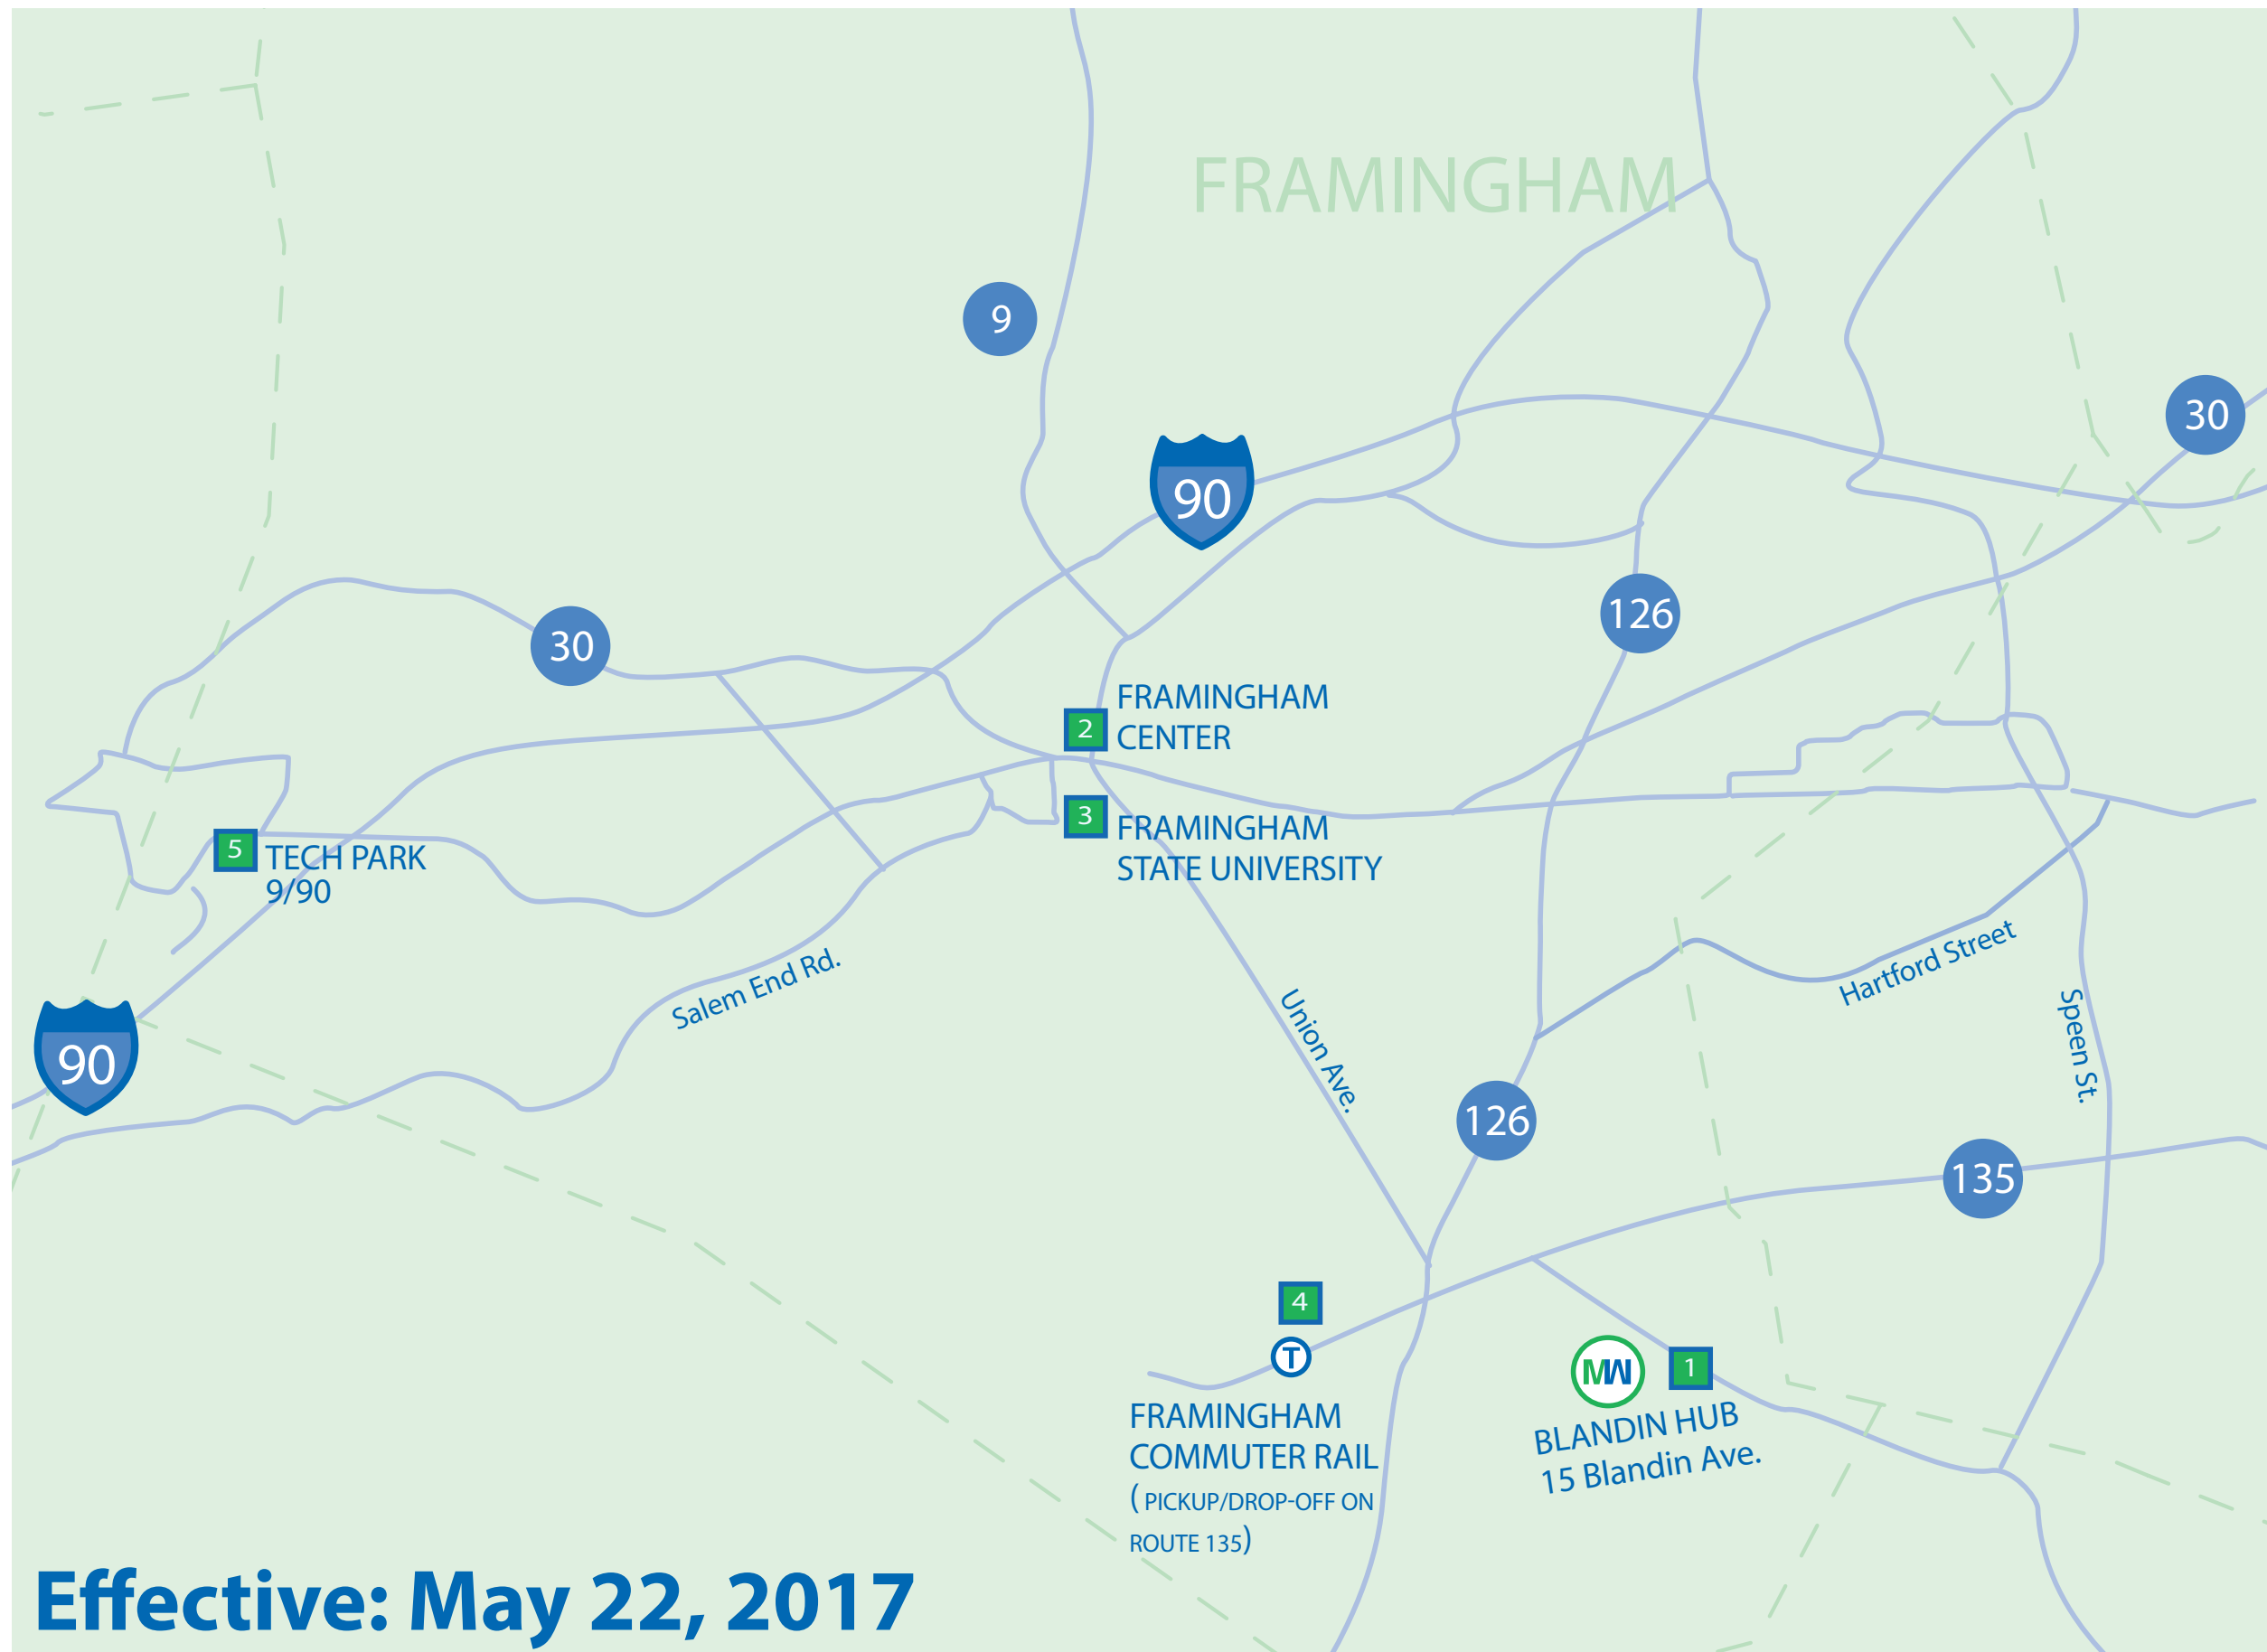 FRAMINGHAM
9
30
90
126
30
FRAMINGHAM
CENTER
2
3
FRAMINGHAM
STATE UNIVERSITY
5
TECH PARK
9/90
Salem End Rd.
Hartford Street
Union Ave.
Speen St.
90
126
135
4
T
FRAMINGHAM
COMMUTER RAIL
( PICKUP/DROP-OFF ON
ROUTE 135)
MW
1
BLANDIN HUB
15 Blandin Ave.
Effective: May 22, 2017